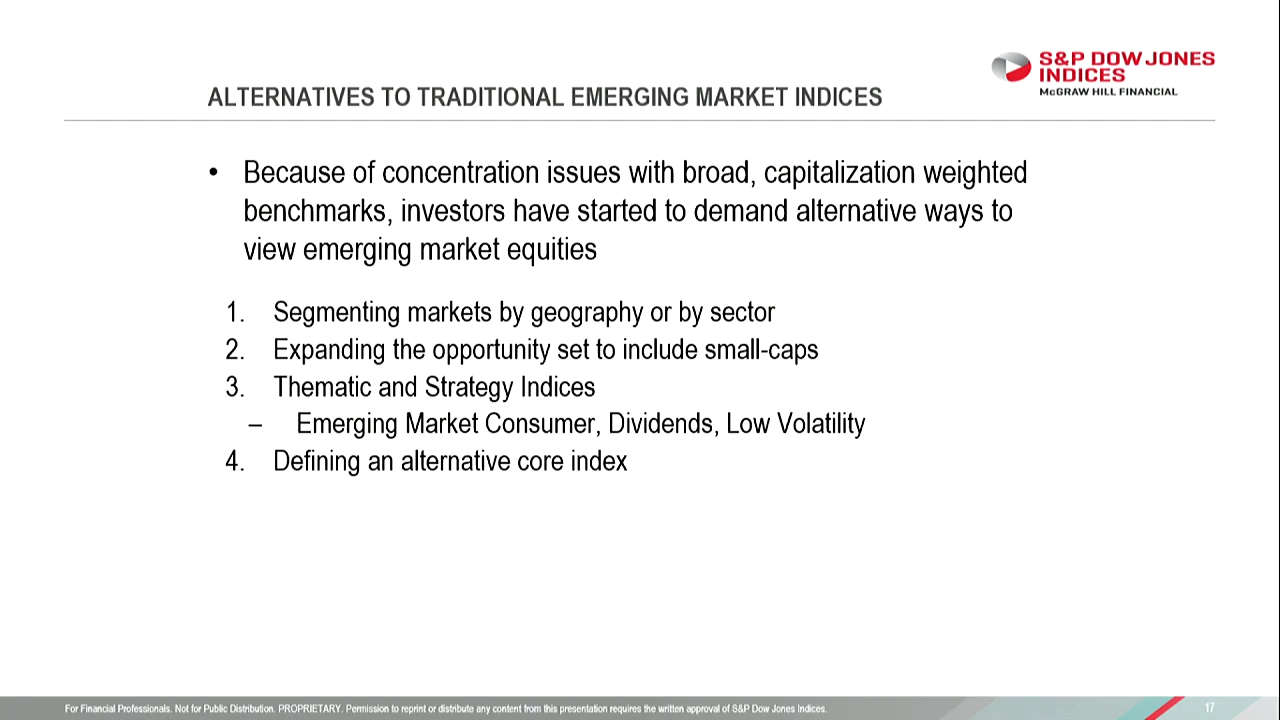 S&P DOW JONES
INDICES
McGRAW HILL FINANCIAL
ALTERNATIVES TO TRADITIONAL EMERGING MARKET INDICES
• Because of concentration issues with broad, capitalization weighted
benchmarks, investors have started to demand alternative ways to
view emerging market equities
1. Segmenting markets by geography or by sector
2. Expanding the opportunity set to include small-caps
3. Thematic and Strategy Indices
– Emerging Market Consumer, Dividends, Low Volatility
4. Defining an alternative core index
For Financial Professionals. Not for Public Distribution. PROPRIETARY. Permission to reprint or distribute any content from this presentation requires the written approval of S&P Dow Jones Indices.
17